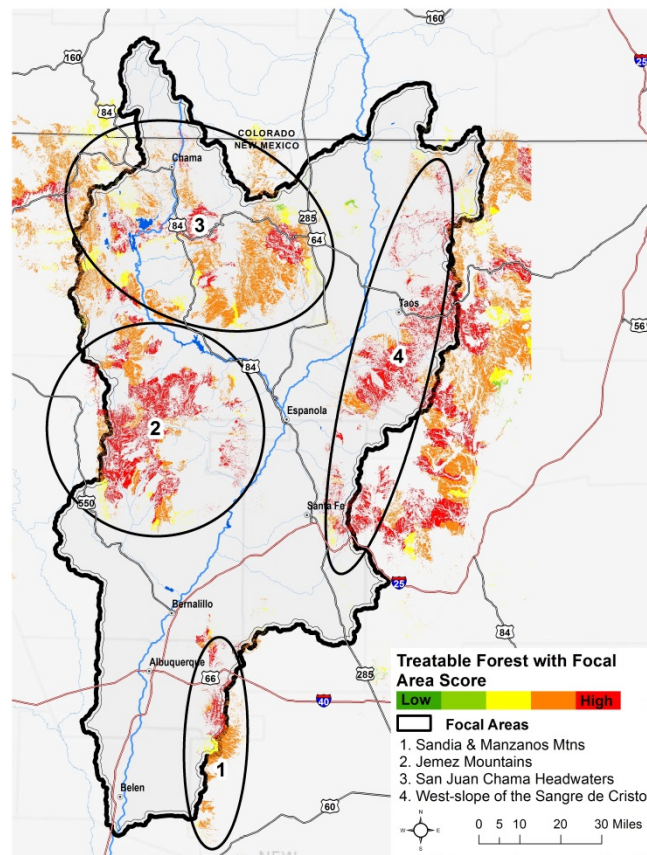 160
160
25
84
COLORADO
NEW MEXICO
Chama
3
84
285
64
Taos
56
4
84
Espanola
2
550
Santa Fe
25
Bernalillo
84
Albuquerque
66
285
40
1
Belen
60
NEW
Treatable Forest with Focal
Area Score
Low High
Focal Areas
1. Sandia & Manzanos Mtns
2. Jemez Mountains
3. San Juan Chama Headwaters
4. West-slope of the Sangre de Cristo
N
W E
S
0 5 10 20 30 Miles